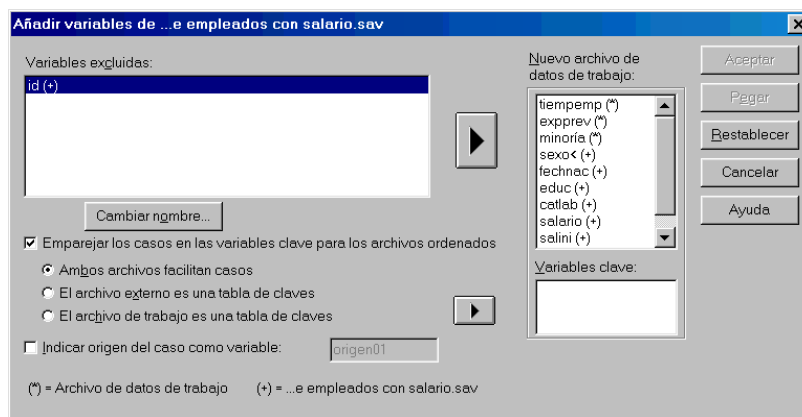 Añadir variables de ...e empleados con salario.sav
Variables excluidas:
id (+)
Cambiar nombre...
Emparejar los casos en las variables clave para los archivos ordenados
Ambos archivos facilitan casos
El archivo externo es una tabla de claves
El archivo de trabajo es una tabla de claves
Indicar origen del caso como variable:
origen01
(*) = Archivo de datos de trabajo (+) = ...e empleados con salario.sav
Nuevo archivo de
datos de trabajo:
tiempemp (*)
expprev (*)
minoría (*)
sexo< (+)
fechnac (+)
educ (+)
catlab (+)
salario (+)
salini (+)
Variables clave:
Aceptar
Pegar
Restablecer
Cancelar
Ayuda